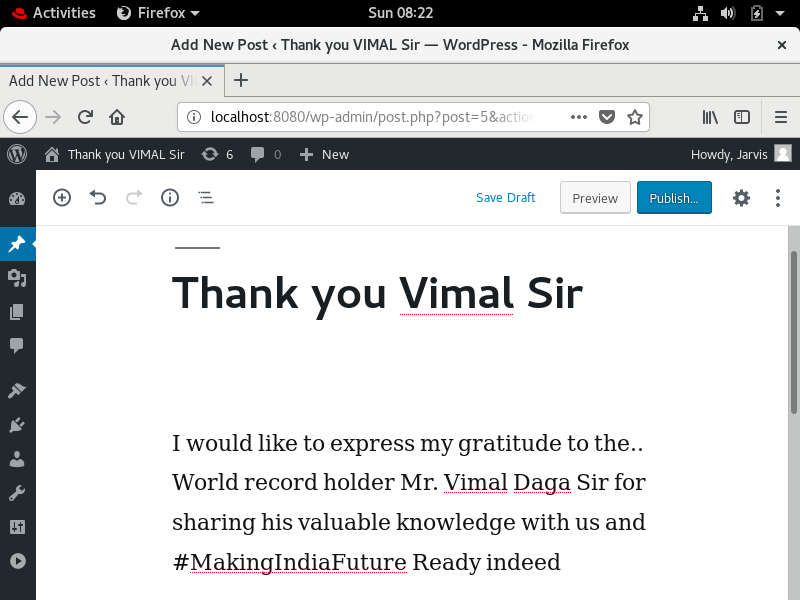 Activities Firefox Sun 08:22
Add New Post ‹ Thank you VIMAL Sir — WordPress - Mozilla Firefox
Add New Post ‹ Thank you VI
localhost:8080/wp-admin/post.php?post=5&actio
Thank you VIMAL Sir 6 0 New Howdy, Jarvis
Save Draft Preview Publish...
Thank you Vimal Sir
I would like to express my gratitude to the..
World record holder Mr. Vimal Daga Sir for
sharing his valuable knowledge with us and
#MakingIndiaFuture Ready indeed